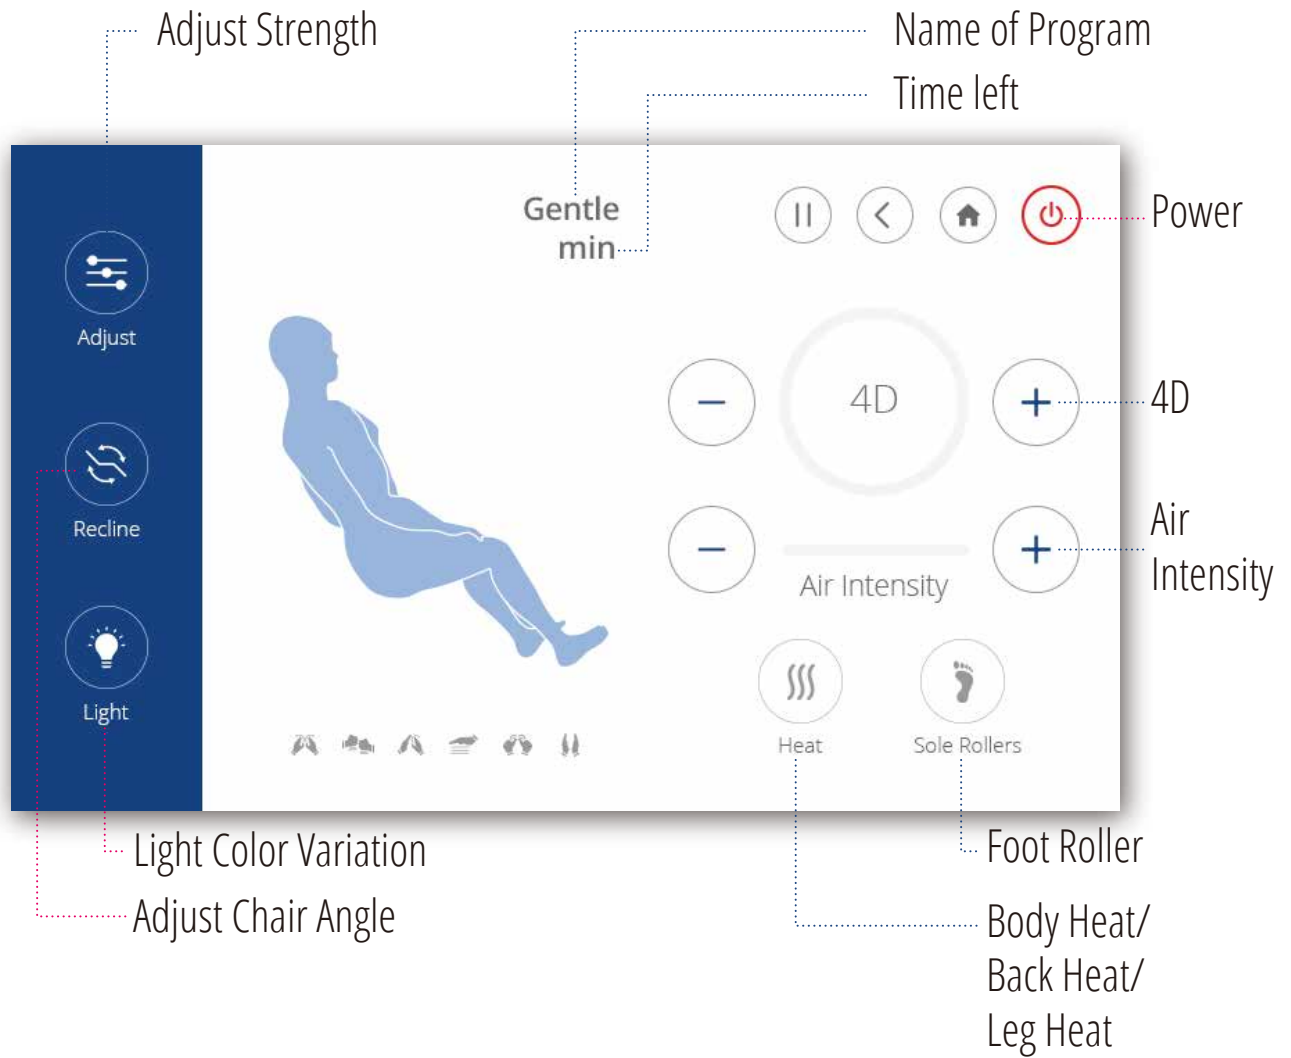 Adjust Strength
Name of Program
Time left
Gentle
min
Power
Adjust
4D
4D
Recline
Air
Intensity
Air Intensity
Light
Heat
Sole Rollers
Light Color Variation
Foot Roller
Adjust Chair Angle
Body Heat/
Back Heat/
Leg Heat